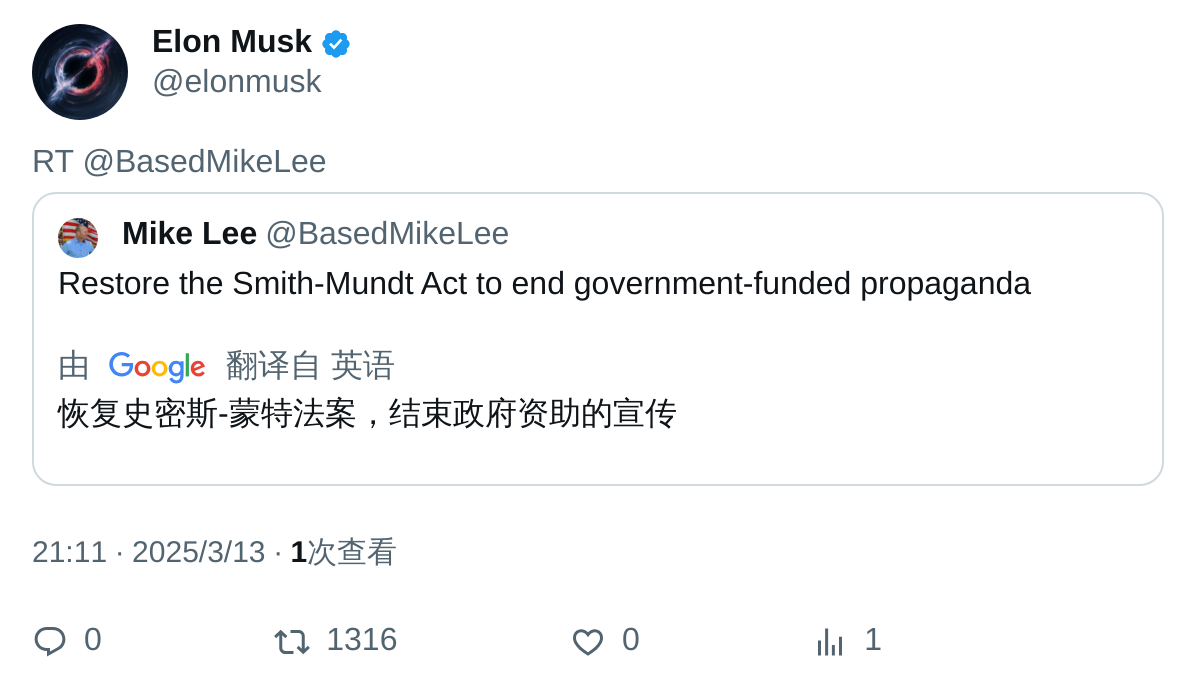 Elon Musk
@elonmusk
RT @BasedMikeLee
Mike Lee @BasedMikeLee
Restore the Smith-Mundt Act to end government-funded propaganda
由 Google 翻译自 英语
恢复史密斯-蒙特法案，结束政府资助的宣传
21:11 · 2025/3/13 · 1次查看
0 1316 0 1